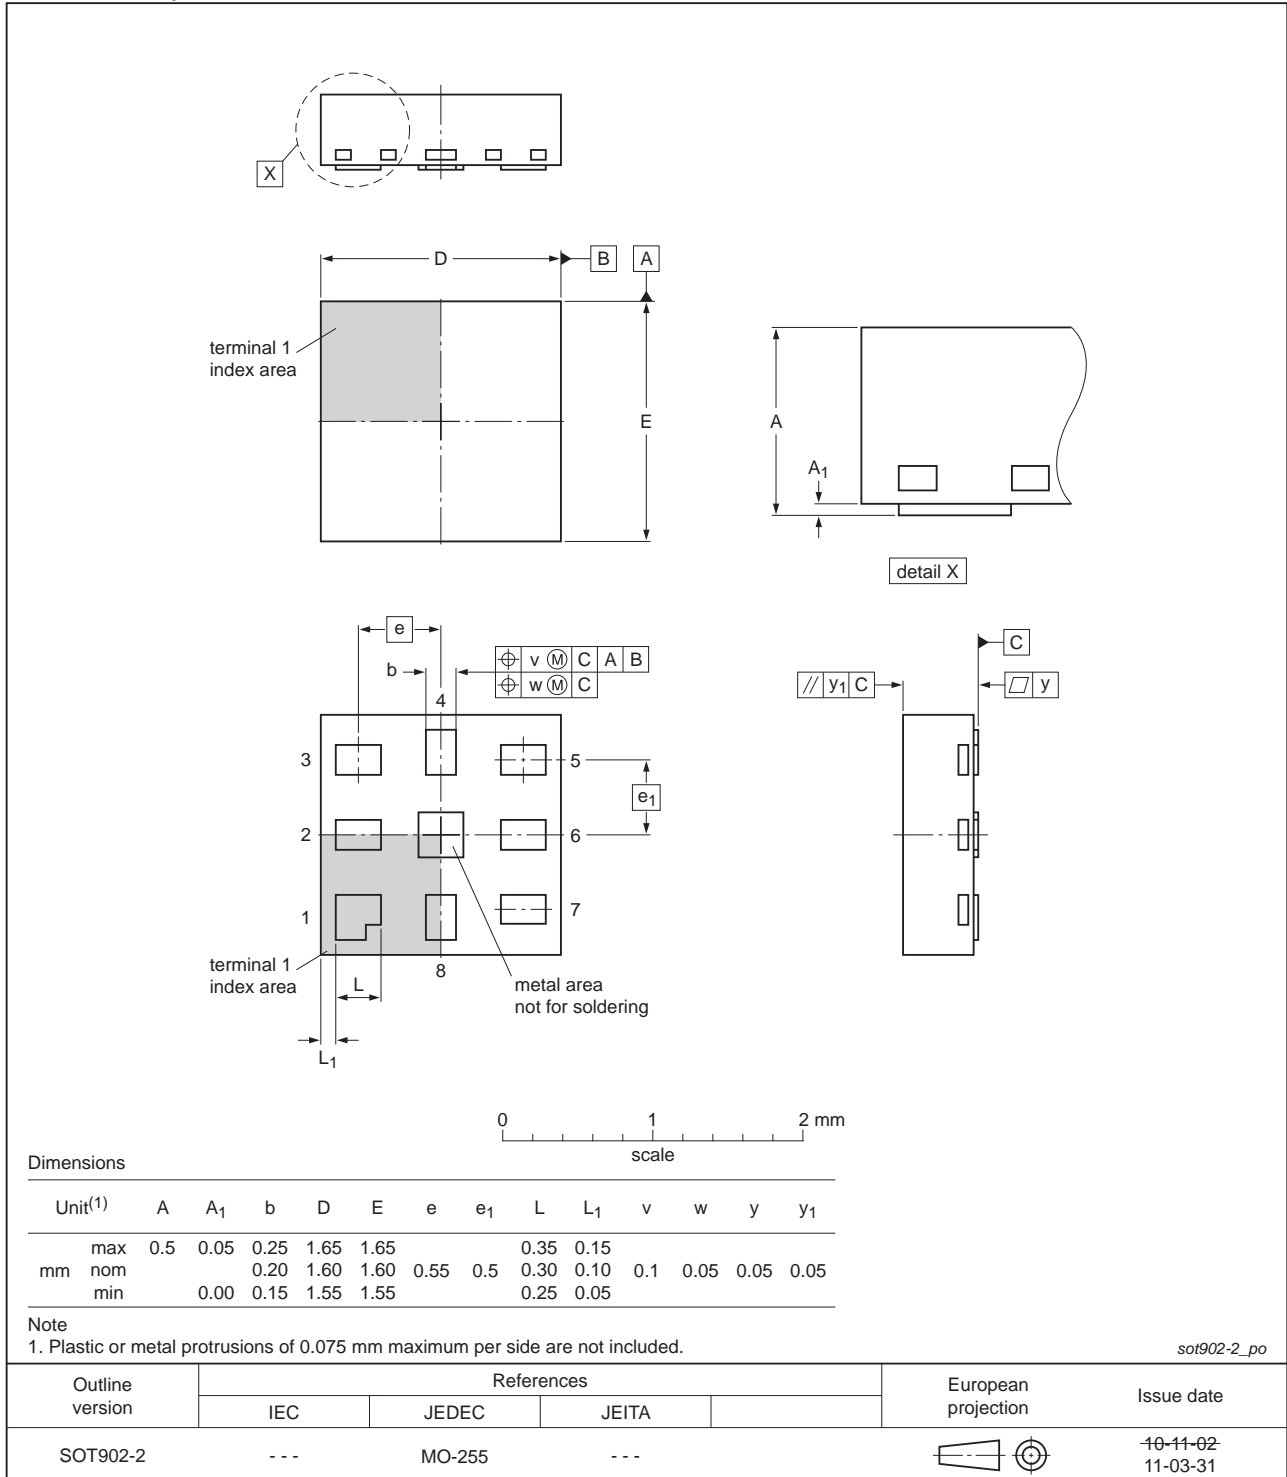 X
D
B
A
terminal 1
index area
E
A
A1
detail X
e
b
v M C A B
w M C
4
C
y1 C
y
3
5
e1
2
6
1
7
terminal 1
index area
L
8
metal area
not for soldering
L1
0 1 2 mm
scale
Dimensions
Unit(1) A A1 b D E e e1 L L1 v w y y1
max 0.5 0.05 0.25 1.65 1.65 0.35 0.15
mm nom 0.20 1.60 1.60 0.55 0.5 0.30 0.10 0.1 0.05 0.05 0.05
min 0.00 0.15 1.55 1.55 0.25 0.05
Note
1. Plastic or metal protrusions of 0.075 mm maximum per side are not included.
sot902-2_po
Outline
version
References
European
projection
Issue date
IEC JEDEC JEITA
SOT902-2 - - - MO-255 - - -
10-11-02
11-03-31